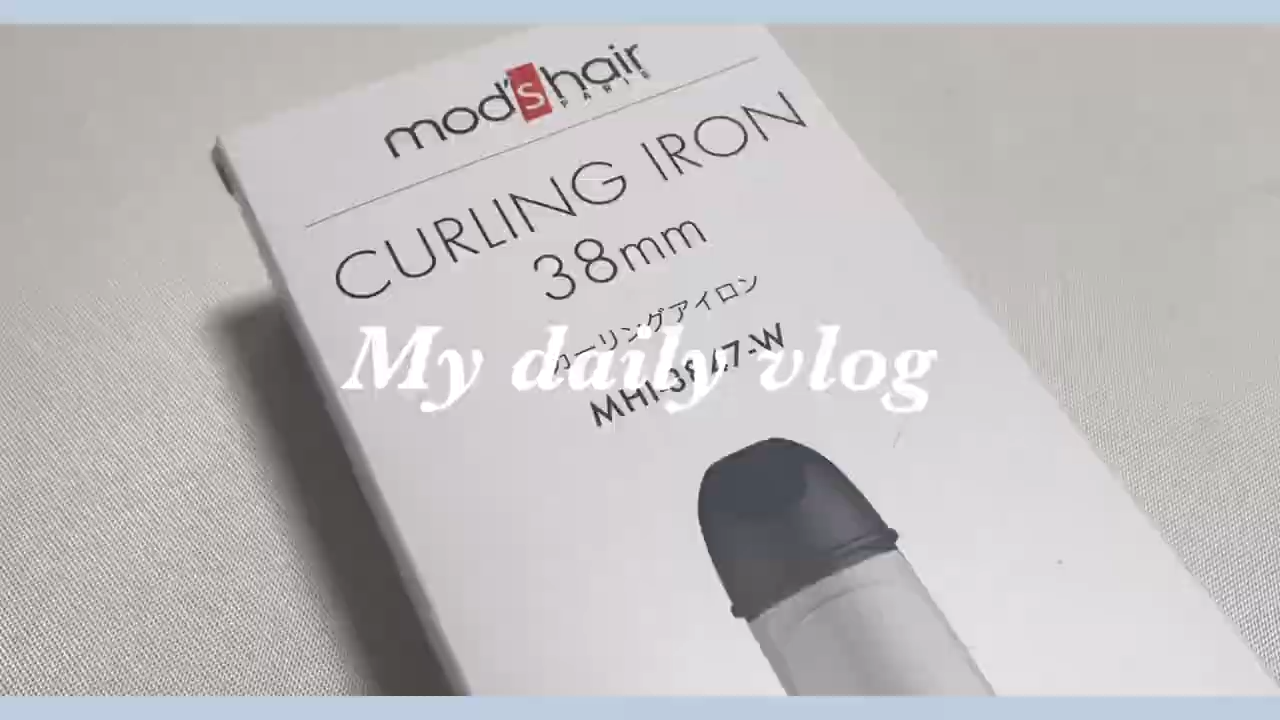 mod's hair
PARIS
CURLING IRON
38mm
カーリングアイロン
My daily vlog